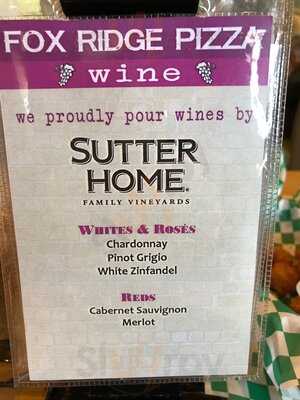 FOX RIDGE PIZZA
wine
we proudly pour wines by
SUTTER
HOME.
FAMILY VINEYARDS
WHITES & ROSÉS
Chardonnay
Pinot Grigio
White Zinfandel
REDS
Cabernet Sauvignon
Merlot